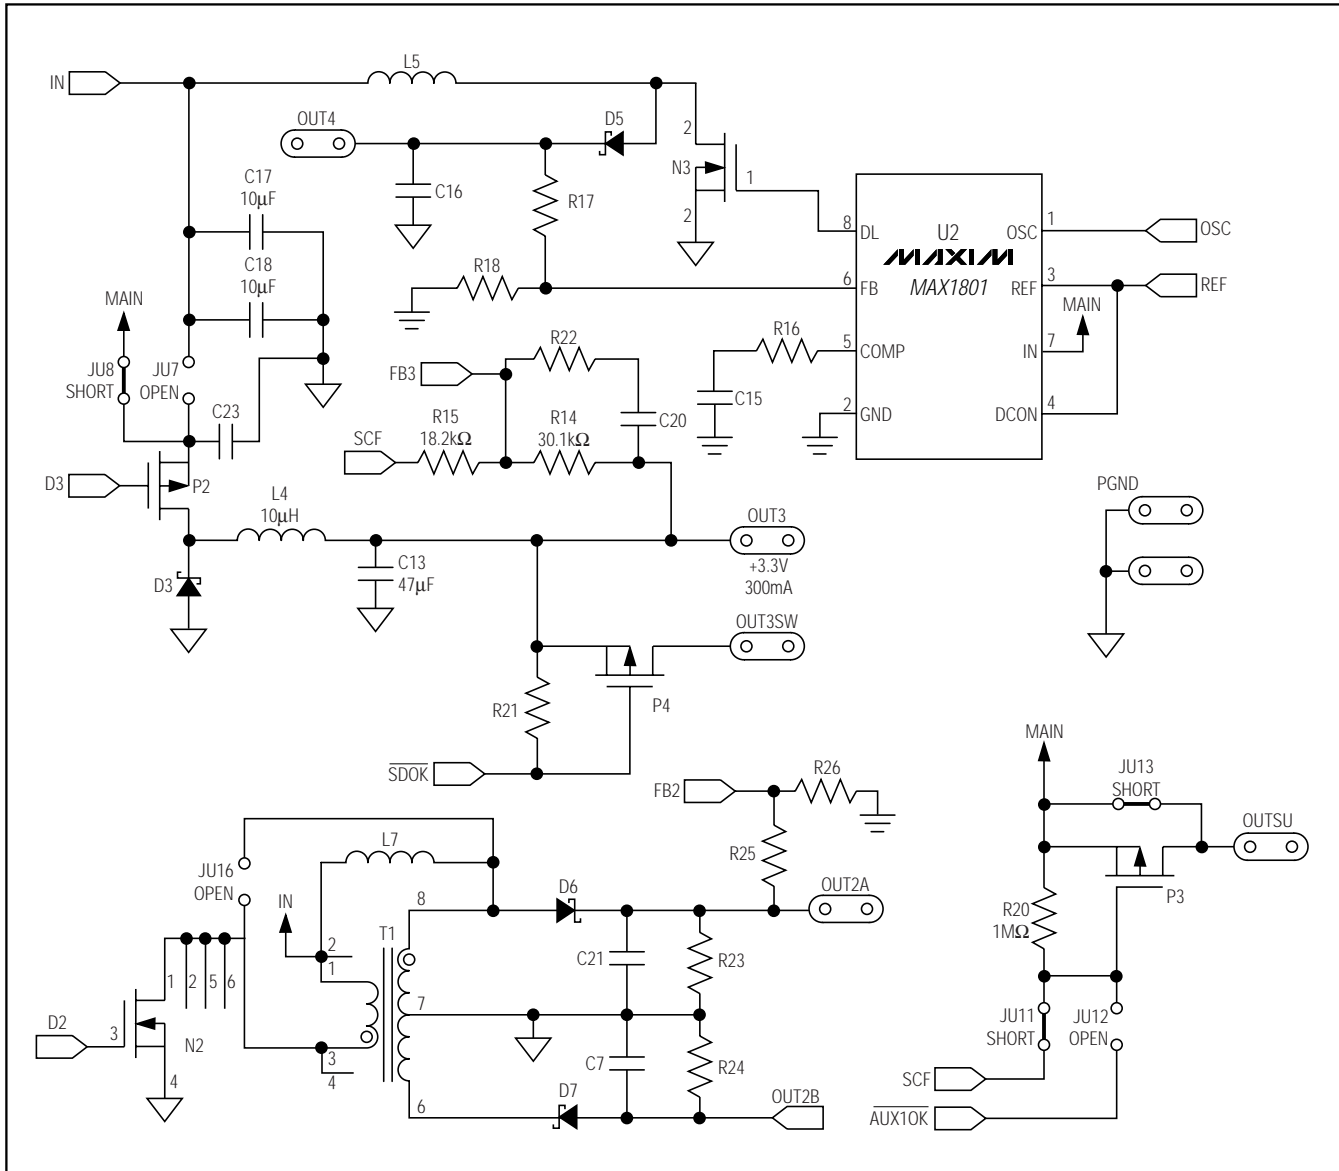 L5
IN
OUT4
D5
2
N3
1
C17
10µF
C16
R17
2
U2
8
DL
OSC
1
OSC
MAXIM
MAX1801
C18
10µF
R18
6
FB
REF
3
REF
MAIN
MAIN
R16
5
COMP
IN
7
R22
JU8
SHORT
JU7
OPEN
FB3
C15
2
GND
DCON
4
C23
R15
18.2kΩ
R14
30.1kΩ
C20
SCF
D3
P2
PGND
L4
10µH
OUT3
+3.3V
300mA
D3
C13
47µF
OUT3SW
R21
P4
MAIN
SDOK
FB2
R26
JU13
SHORT
L7
R25
OUTSU
JU16
OPEN
D6
OUT2A
P3
IN
8
R20
1MΩ
T1
2
1
C21
R23
1
2
5
6
7
D2
3
N2
JU11
SHORT
JU12
OPEN
3
4
C7
R24
4
D7
OUT2B
SCF
6
AUX1OK